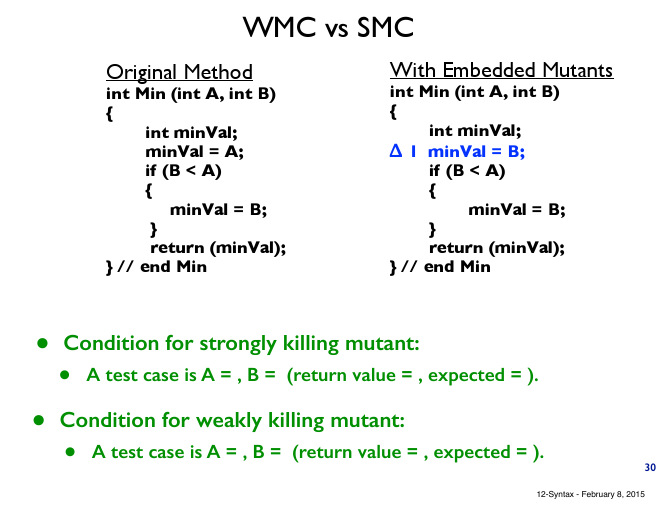 WMC vs SMC
Original Method
int Min (int A, int B)
{
int minVal;
minVal = A;
if (B < A)
{
minVal = B;
}
return (minVal);
} // end Min
With Embedded Mutants
int Min (int A, int B)
{
int minVal;
Δ 1 minVal = B;
if (B < A)
{
minVal = B;
}
return (minVal);
} // end Min
• Condition for strongly killing mutant:
• A test case is A = , B = (return value = , expected = ).
• Condition for weakly killing mutant:
• A test case is A = , B = (return value = , expected = ).
30
12-Syntax - February 8, 2015